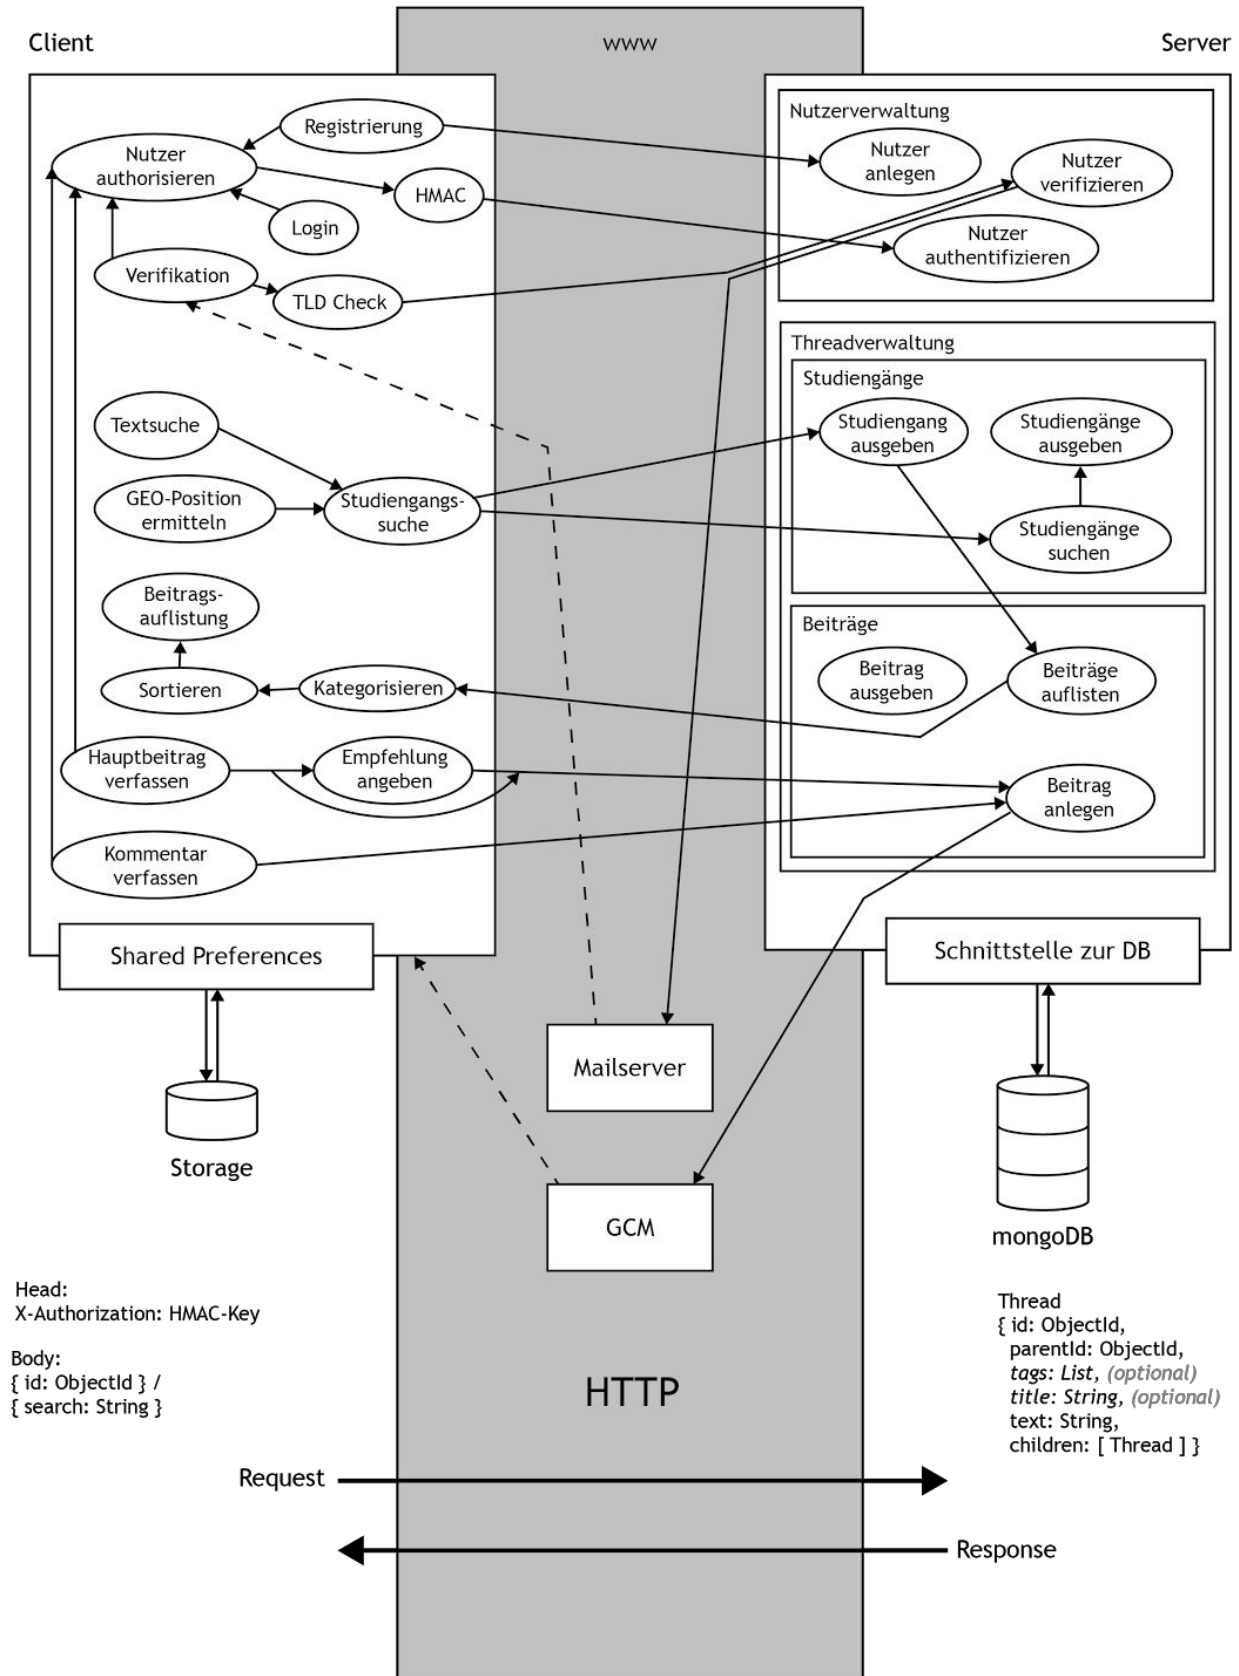 Client
www
Server
Registrierung
Nutzer
authorisieren
HMAC
Login
Verifikation
TLD Check
Textsuche
GEO-Position
ermitteln
Studiengangs-
suche
Beitrags-
auflistung
Sortieren
Kategorisieren
Hauptbeitrag
verfassen
Empfehlung
angeben
Kommentar
verfassen
Shared Preferences
Storage
Nutzerverwaltung
Nutzer
anlegen
Nutzer
verifizieren
Nutzer
authentifizieren
Threadverwaltung
Studiengänge
Studiengang
ausgeben
Studiengänge
ausgeben
Studiengänge
suchen
Beiträge
Beitrag
ausgeben
Beiträge
auflisten
Beitrag
anlegen
Schnittstelle zur DB
mongoDB
Mailserver
GCM
Head:
X-Authorization: HMAC-Key
Body:
{ id: ObjectId } /
{ search: String }
HTTP
Thread
{ id: ObjectId,
parentId: ObjectId,
tags: List, (optional)
title: String, (optional)
text: String,
children: [ Thread ] }
Request
Response